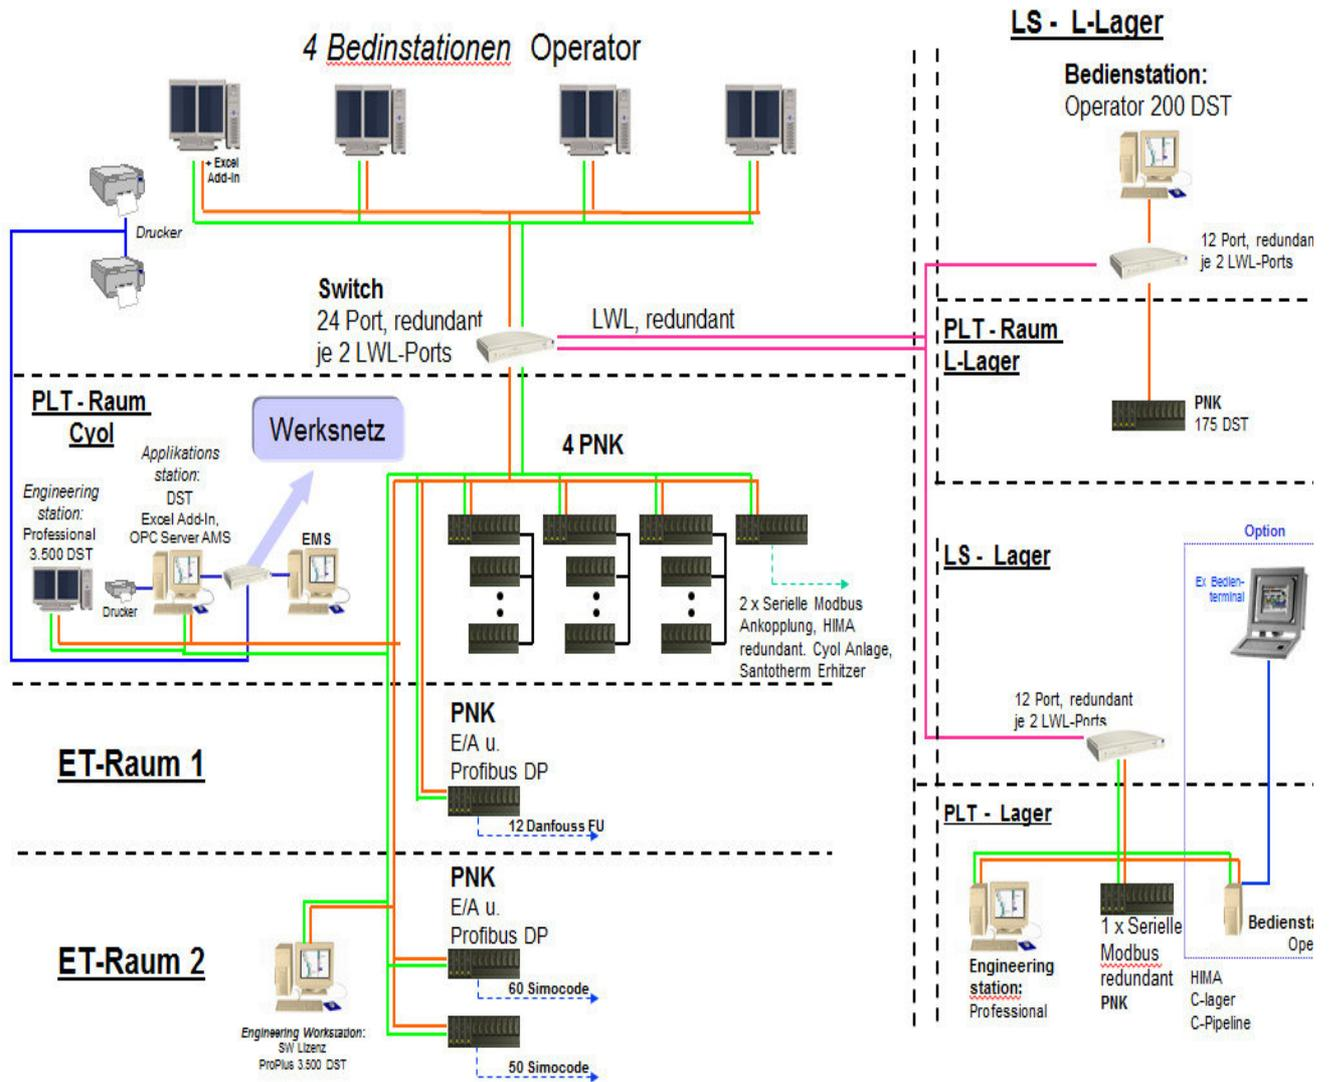 4 Bedinstationen Operator
+ Excel
Add-In
Drucker
Switch
24 Port, redundant
je 2 LWL-Ports
LWL, redundant
LS - L-Lager
Bedienstation:
Operator 200 DST
12 Port, redundan
je 2 LWL-Ports
PLT - Raum
L-Lager
PNK
175 DST
PLT - Raum
Cyol
Werksnetz
Applikations
station:
DST
Excel Add-In,
OPC Server AMS
Engineering
station:
Professional
3.500 DST
Drucker
EMS
4 PNK
2 x Serielle Modbus
Ankopplung, HIMA
redundant. Cyol Anlage,
Santotherm Erhitzer
LS - Lager
Option
Ex Bedien-
terminal
12 Port, redundant
je 2 LWL-Ports
ET-Raum 1
PNK
E/A u.
Profibus DP
12 Danfouss FU
PLT - Lager
Engineering
station:
Professional
1 x Serielle
Modbus
redundant
PNK
Bediensta
Ope
HIMA
C-lager
C-Pipeline
ET-Raum 2
PNK
E/A u.
Profibus DP
60 Simocode
50 Simocode
Engineering Workstation:
SW Lizenz
ProPlus 3.500 DST